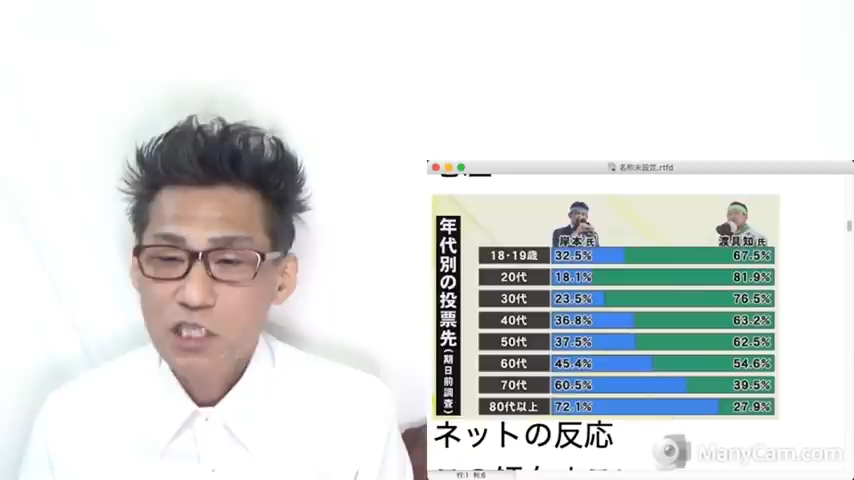 名称未設定.rtfd
年代別の投票先(期日前調査)
岸本氏 渡具知氏
18・19歳 32.5% 67.5%
20代 18.1% 81.9%
30代 23.5% 76.5%
40代 36.8% 63.2%
50代 37.5% 62.5%
60代 45.4% 54.6%
70代 60.5% 39.5%
80代以上 72.1% 27.9%
ネットの反応
行:1 列:6
ManyCam.com